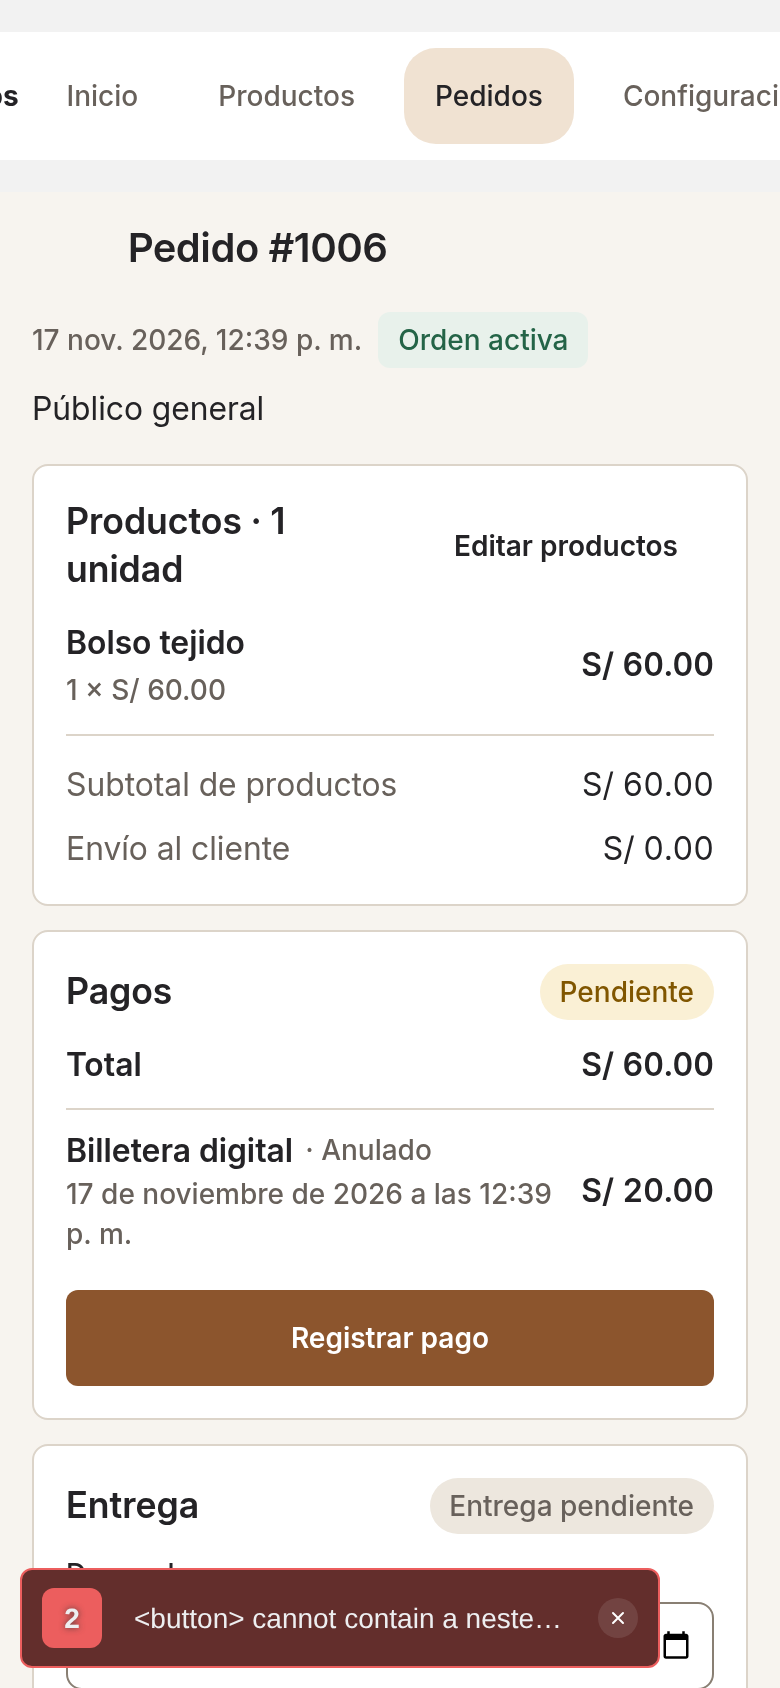 Inicio Productos Pedidos
Pedido #1006
17 nov. 2026, 12:39 p. m. Orden activa
Público general
Productos · 1
unidad
Editar productos
Bolso tejido
1 × S/ 60.00
S/ 60.00
Subtotal de productos S/ 60.00
Envío al cliente S/ 0.00
Pagos Pendiente
Total S/ 60.00
Billetera digital · Anulado
17 de noviembre de 2026 a las 12:39
p. m.
S/ 20.00
Registrar pago
Entrega Entrega pendiente
2 <button> cannot contain a neste…